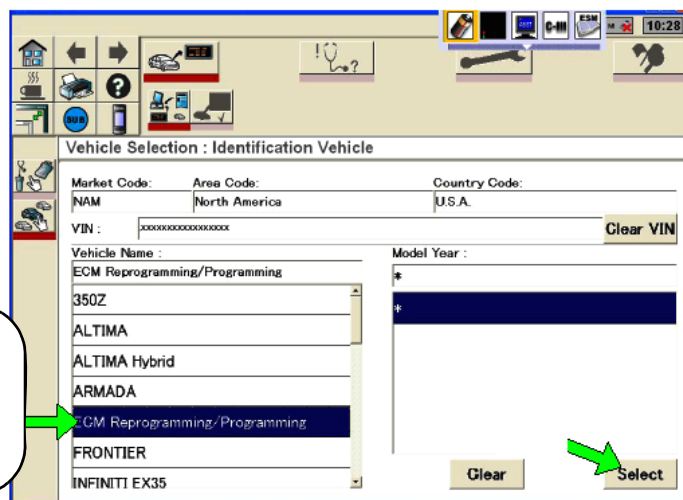 ESM
C-III
10:28
!
?
?
SUB
Vehicle Selection : Identification Vehicle
Market Code: Area Code: Country Code:
NAM North America U.S.A.
VIN : xxxxxxxxxxxxxxxxx Clear VIN
Vehicle Name : Model Year :
ECM Reprogramming/Programming *
350Z *
ALTIMA
ALTIMA Hybrid
ARMADA
ECM Reprogramming/Programming
FRONTIER
INFINITI EX35
Clear Select